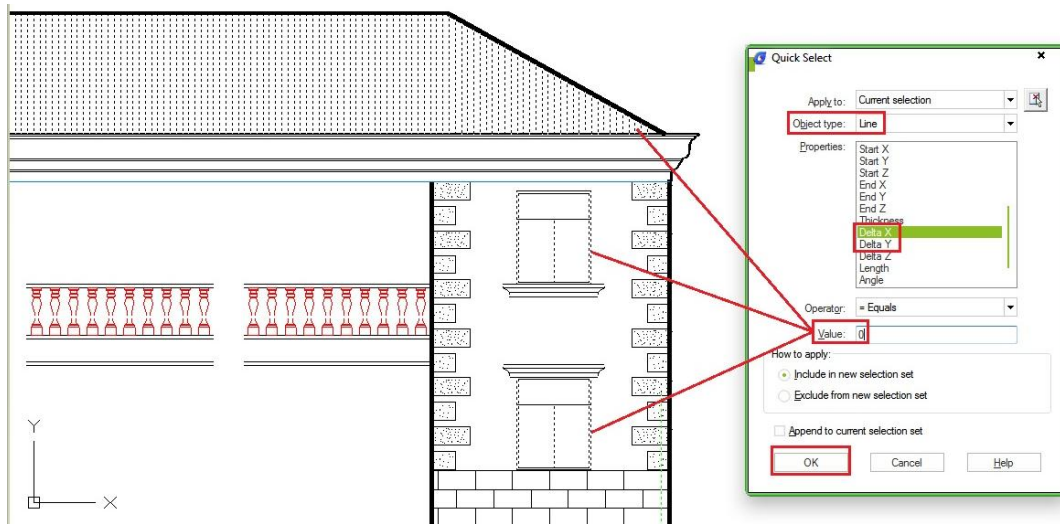 Quick Select
Apply to: Current selection
Object type: Line
Properties: Start X
Start Y
Start Z
End X
End Y
End Z
Thickness
Delta X
Delta Y
Delta Z
Length
Angle
Operator: = Equals
Value: 0
How to apply:
Include in new selection set
Exclude from new selection set
Append to current selection set
OK Cancel Help
Y
X